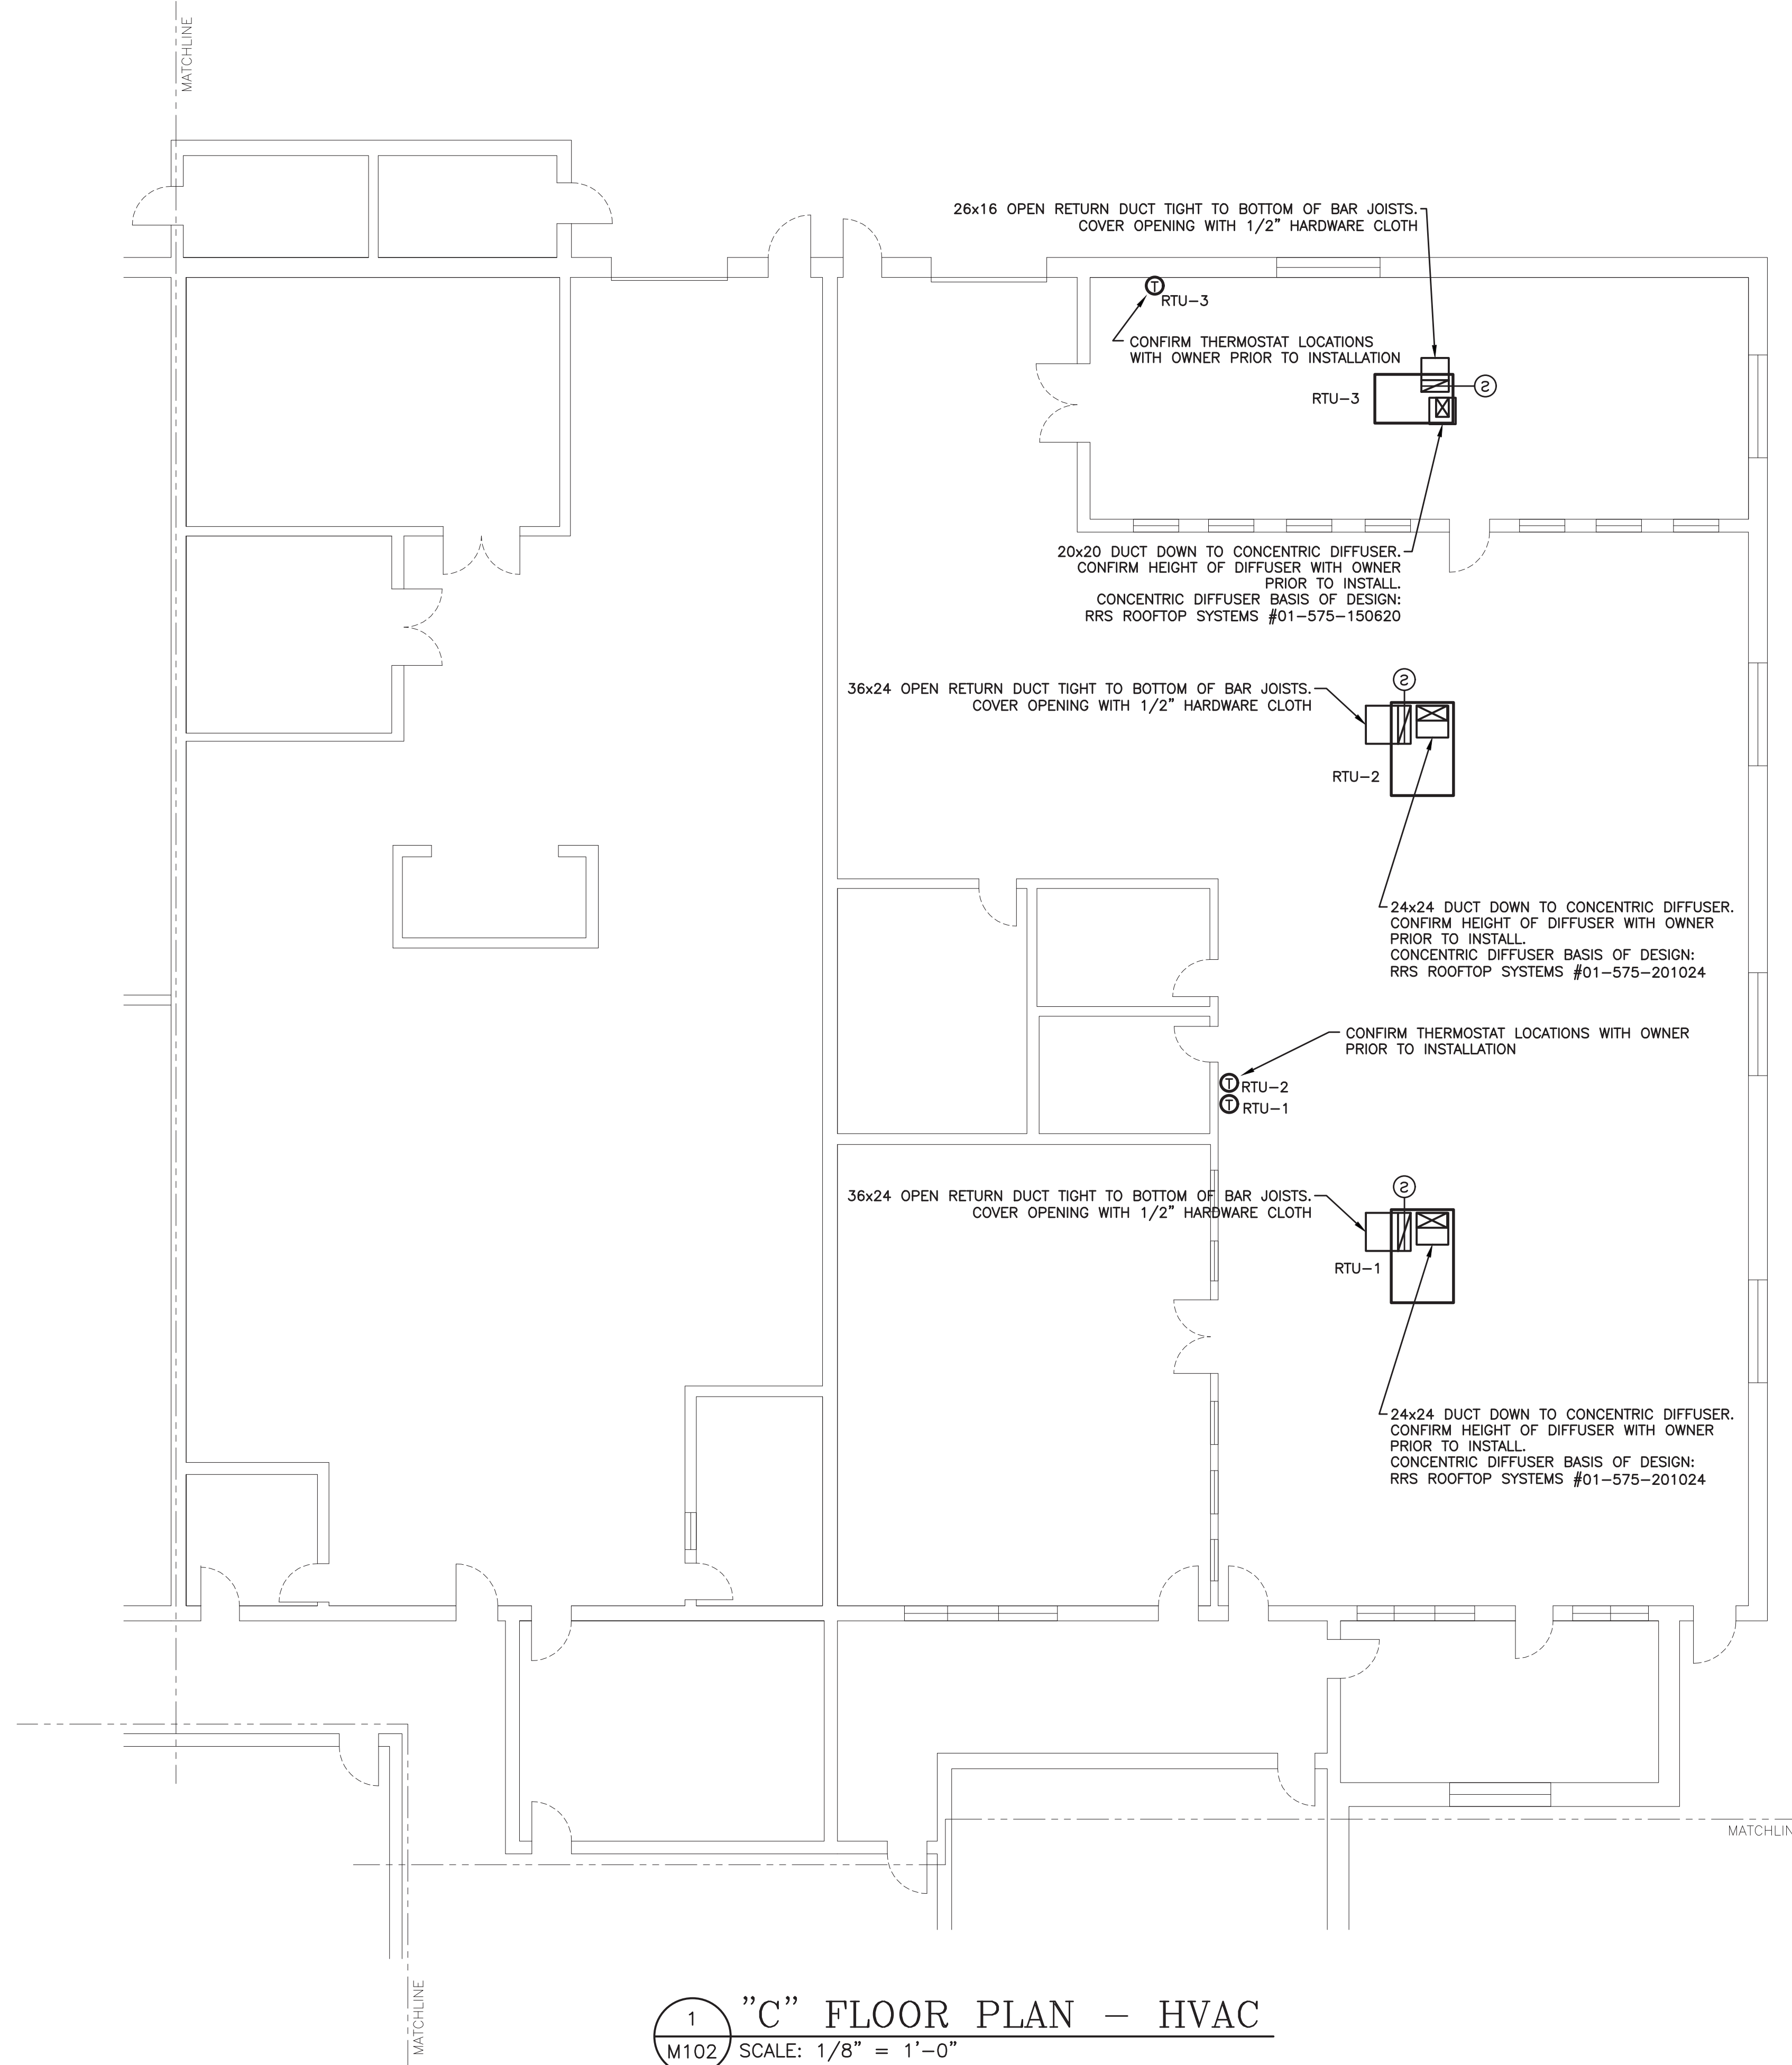 MATCHLINE
26x16 OPEN RETURN DUCT TIGHT TO BOTTOM OF BAR JOISTS.
COVER OPENING WITH 1/2" HARDWARE CLOTH
T
RTU-3
CONFIRM THERMOSTAT LOCATIONS
WITH OWNER PRIOR TO INSTALLATION
RTU-3
2
20x20 DUCT DOWN TO CONCENTRIC DIFFUSER.
CONFIRM HEIGHT OF DIFFUSER WITH OWNER
PRIOR TO INSTALL.
CONCENTRIC DIFFUSER BASIS OF DESIGN:
RRS ROOFTOP SYSTEMS #01-575-150620
2
36x24 OPEN RETURN DUCT TIGHT TO BOTTOM OF BAR JOISTS.
COVER OPENING WITH 1/2" HARDWARE CLOTH
RTU-2
24x24 DUCT DOWN TO CONCENTRIC DIFFUSER.
CONFIRM HEIGHT OF DIFFUSER WITH OWNER
PRIOR TO INSTALL.
CONCENTRIC DIFFUSER BASIS OF DESIGN:
RRS ROOFTOP SYSTEMS #01-575-201024
CONFIRM THERMOSTAT LOCATIONS WITH OWNER
PRIOR TO INSTALLATION
T RTU-2
T RTU-1
2
36x24 OPEN RETURN DUCT TIGHT TO BOTTOM OF BAR JOISTS.
COVER OPENING WITH 1/2" HARDWARE CLOTH
RTU-1
24x24 DUCT DOWN TO CONCENTRIC DIFFUSER.
CONFIRM HEIGHT OF DIFFUSER WITH OWNER
PRIOR TO INSTALL.
CONCENTRIC DIFFUSER BASIS OF DESIGN:
RRS ROOFTOP SYSTEMS #01-575-201024
MATCHLIN
MATCHLINE
1
"C" FLOOR PLAN - HVAC
M102
SCALE: 1/8" = 1'-0"